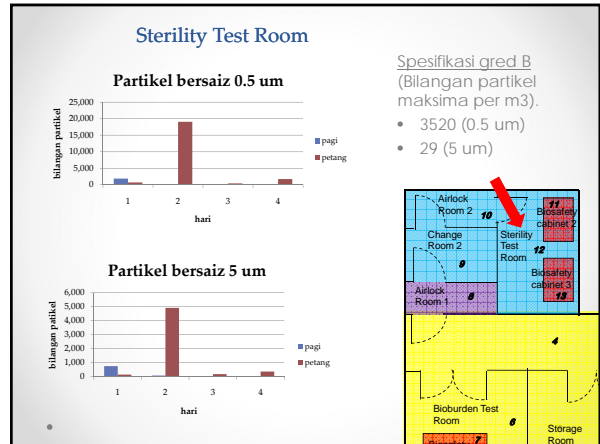 Sterility Test Room
Partikel bersaiz 0.5 um
bilangan partikel
25,000
20,000
15,000
10,000
5,000
0
1 2 3 4
hari
pagi
petang
Partikel bersaiz 5 um
bilangan patikel
6,000
5,000
4,000
3,000
2,000
1,000
0
1 2 3 4
hari
pagi
petang
Spesifikasi gred B
(Bilangan partikel
maksima per m3).
• 3520 (0.5 um)
• 29 (5 um)
Airlock
Room 2
10
11
Biosafety
cabinet 2
Change
Room 2
9
Sterility
Test
Room
12
Biosafety
cabinet 3
13
Airlock
Room 1
8
4
Bioburden Test
Room
6
Storage
Room
7